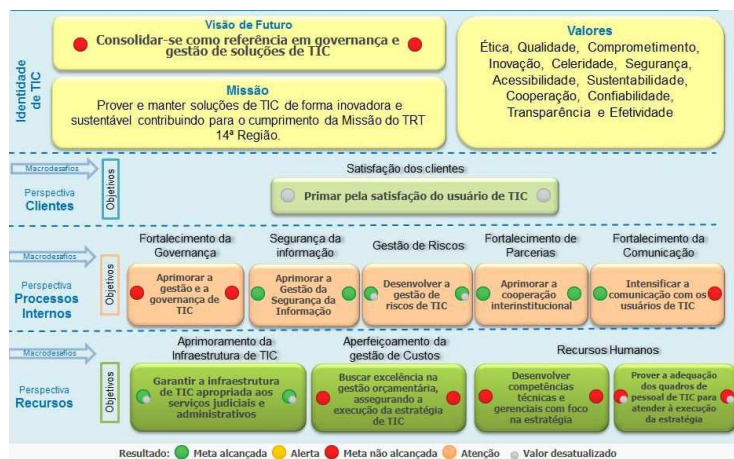 Identidade
de TIC
Visão de Futuro
Consolidar-se como referência em governança e
gestão de soluções de TIC
Missão
Prover e manter soluções de TIC de forma inovadora e
sustentável contribuindo para o cumprimento da Missão do TRT
14ª Região.
Valores
Ética, Qualidade, Comprometimento,
Inovação, Celeridade, Segurança,
Acessibilidade, Sustentabilidade,
Cooperação, Confiabilidade,
Transparência e Efetividade
Macrodesafios
Perspectiva
Clientes
Objetivos
Satisfação dos clientes
Primar pela satisfação do usuário de TIC
Macrodesafios
Perspectiva
Processos
Internos
Objetivos
Fortalecimento da
Governança
Aprimorar a
gestão e a
governança de
TIC
Segurança da
informação
Aprimorar a
Gestão da
Segurança da
Informação
Gestão de Riscos
Desenvolver a
gestão de
riscos de TIC
Fortalecimento de
Parcerias
Aprimorar a
cooperação
interinstitucional
Fortalecimento da
Comunicação
Intensificar a
comunicação com os
usuários de TIC
Macrodesafios
Perspectiva
Recursos
Objetivos
Aprimoramento da
Infraestrutura de TIC
Garantir a infraestrutura
de TIC apropriada aos
serviços judiciais e
administrativos
Aperfeiçoamento da
gestão de Custos
Buscar excelência na
gestão orçamentária,
assegurando a
execução da estratégia
de TIC
Recursos Humanos
Desenvolver
competências
técnicas e
gerenciais com foco
na estratégia
Prover a adequação
dos quadros de
pessoal de TIC para
atender à execução
da estratégia
Resultado: Meta alcançada Alerta Meta não alcançada Atenção Valor desatualizado